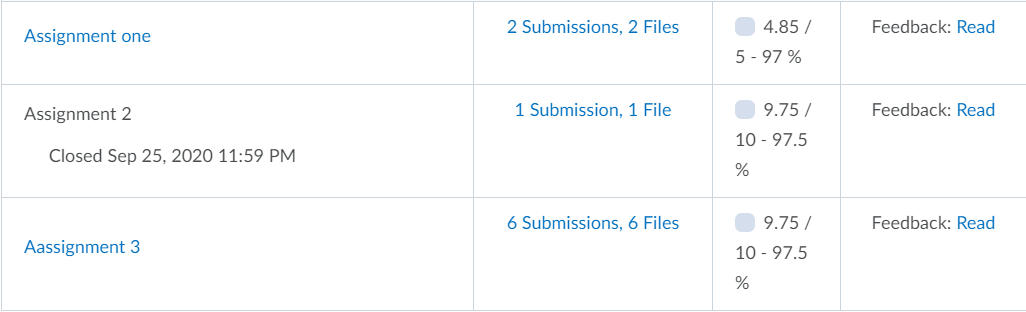 Assignment one
2 Submissions, 2 Files
4.85 /
5 - 97 %
Feedback: Read
Assignment 2
Closed Sep 25, 2020 11:59 PM
1 Submission, 1 File
9.75 /
10 - 97.5
%
Feedback: Read
Aassignment 3
6 Submissions, 6 Files
9.75 /
10 - 97.5
%
Feedback: Read